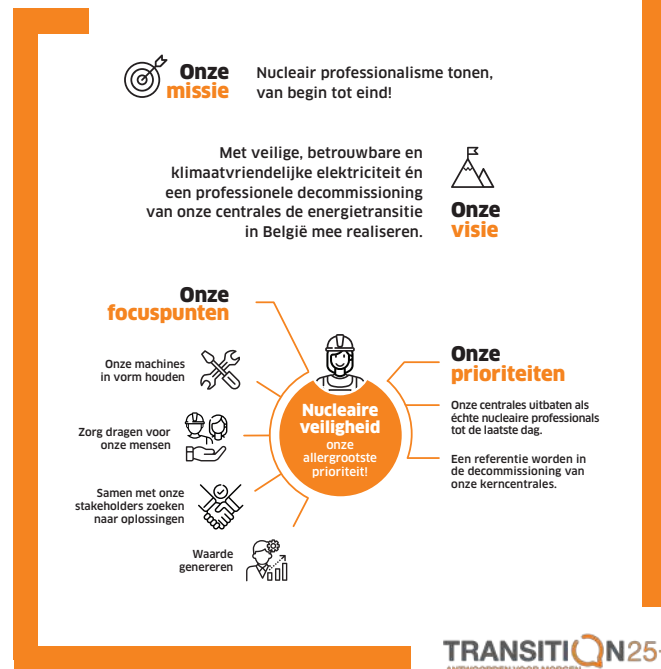 Onze
missie
Nucleair professionalisme tonen,
van begin tot eind!
Met veilige, betrouwbare en
klimaatvriendelijke elektriciteit én
een professionele decommissioning
van onze centrales de energietransitie
in België mee realiseren.
Onze
visie
Onze
focuspunten
Onze machines
in vorm houden
Zorg dragen voor
onze mensen
Samen met onze
stakeholders zoeken
naar oplossingen
Waarde
genereren
Nucleaire
veiligheid
onze
allergrootste
prioriteit!
Onze
prioriteiten
Onze centrales uitbaten als
échte nucleaire professionals
tot de laatste dag.
Een referentie worden in
de decommissioning van
onze kerncentrales.
TRANSITION25